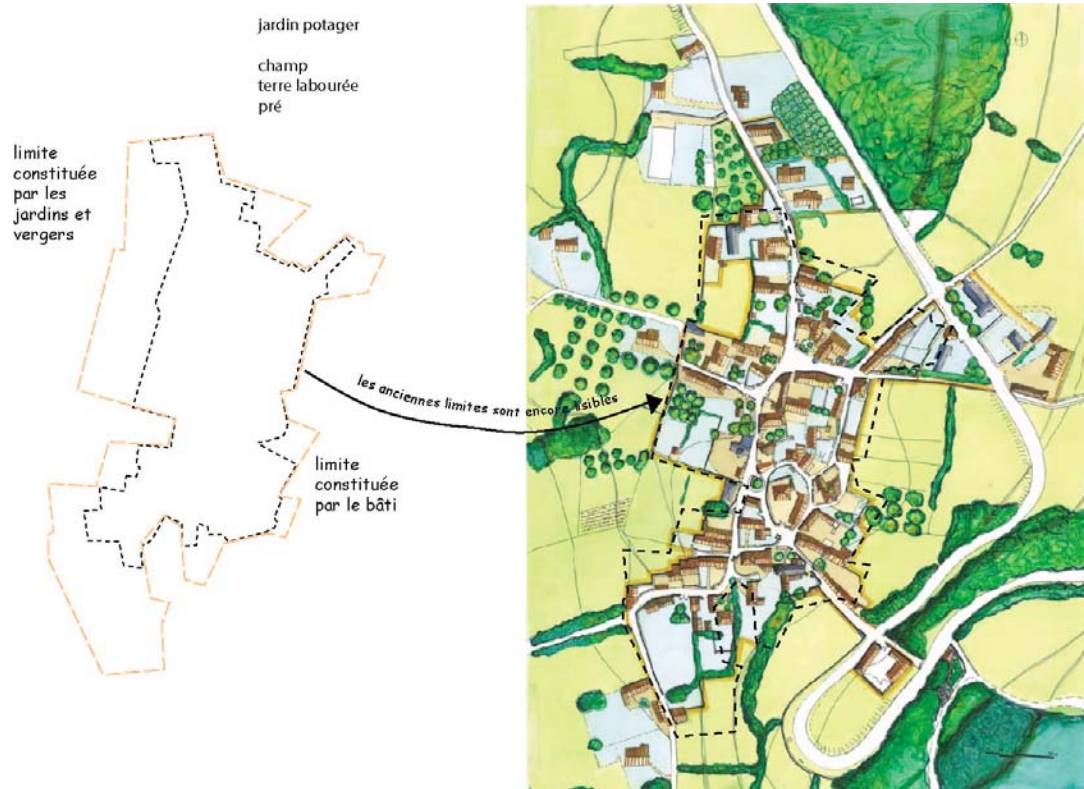 jardin potager
champ
terre labourée
pré
limite
constituée
par les
jardins et
vergers
les anciennes limites sont encore lisibles
limite
constituée
par le bâti